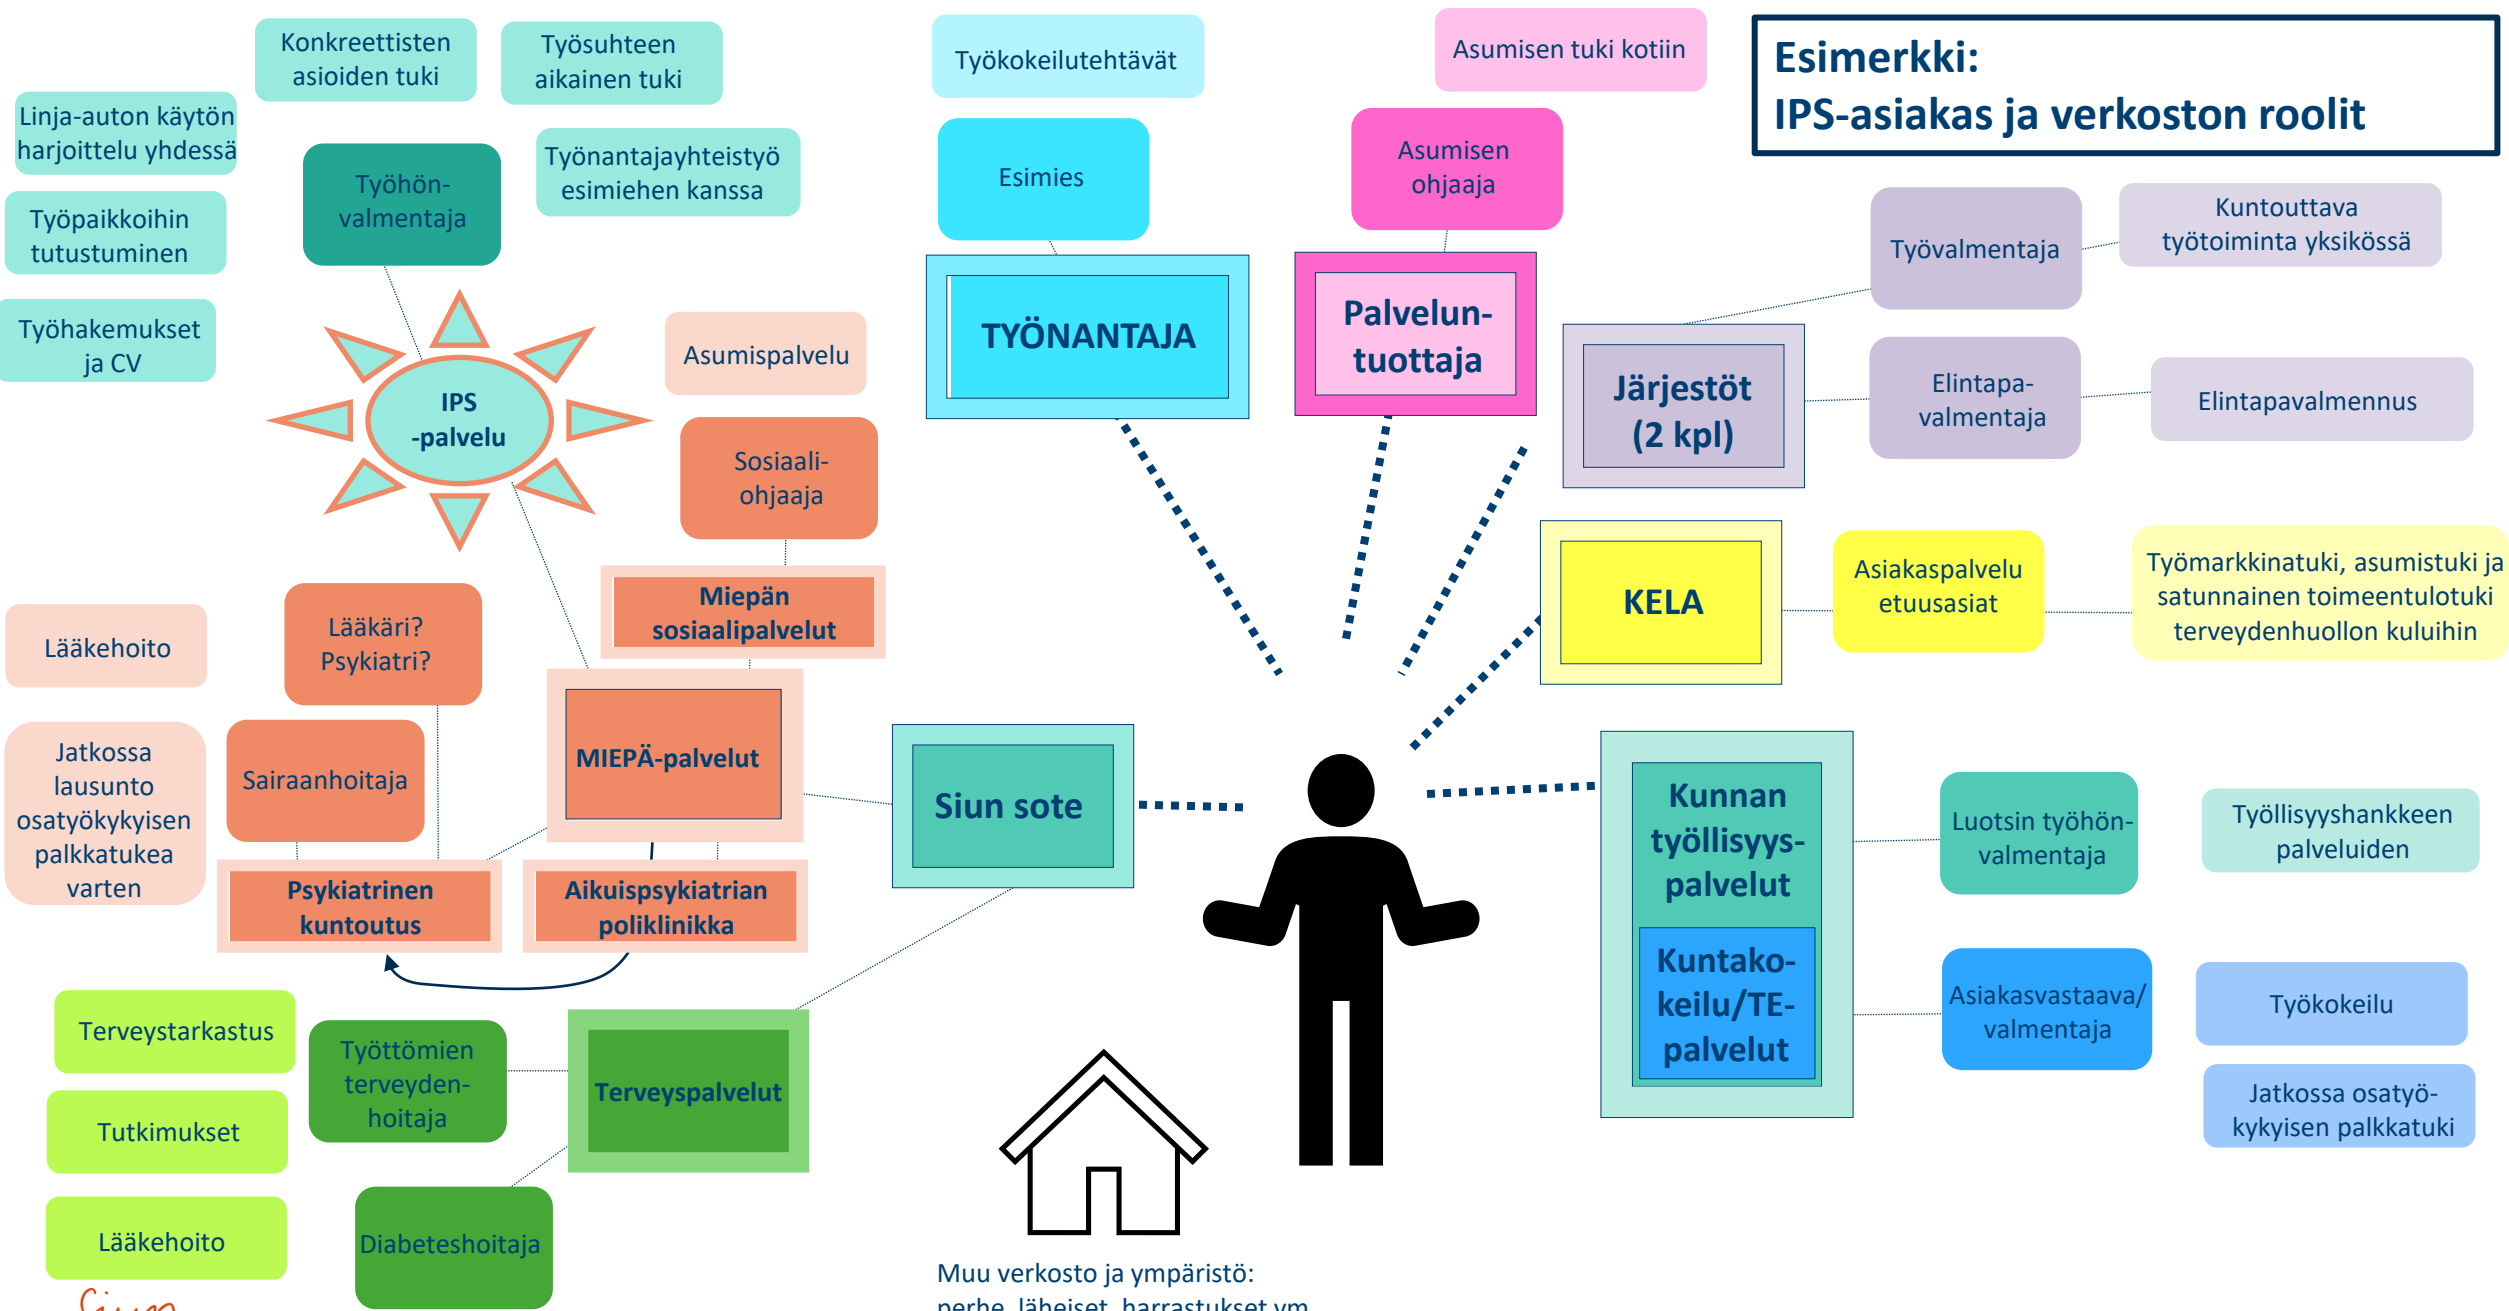 Esimerkki:
IPS-asiakas ja verkoston roolit
Konkreettisten
asioiden tuki
Työsuhteen
aikainen tuki
Linja-auton käytön
harjoittelu yhdessä
Työhön-
valmentaja
Työnantajayhteistyö
esimiehen kanssa
Työpaikkoihin
tutustuminen
Työhakemukset
ja CV
IPS
-palvelu
Työkokeilutehtävät
Esimies
TYÖNANTAJA
Asumisen tuki kotiin
Asumisen
ohjaaja
Palvelun-
tuottaja
Työvalmentaja
Kuntouttava
työtoiminta yksikössä
Järjestöt
(2 kpl)
Elintapa-
valmentaja
Elintapavalmennus
KELA
Asiakaspalvelu
etuusasiat
Työmarkkinatuki, asumistuki ja
satunnainen toimeentulotuki
terveydenhuollon kuluihin
Asumispalvelu
Sosiaali-
ohjaaja
Miepän
sosiaalipalvelut
Lääkehoito
Lääkäri?
Psykiatri?
Jatkossa
lausunto
osatyökykyisen
palkkatukea
varten
Sairaanhoitaja
MIEPÄ-palvelut
Siun sote
Psykiatrinen
kuntoutus
Aikuispsykiatrian
poliklinikka
Kunnan
työllisyys-
palvelut
Luotsin työhön-
valmentaja
Työllisyyshankkeen
palveluiden
Kuntako-
keilu/TE-
palvelut
Asiakasvastaava/
valmentaja
Työkokeilu
Jatkossa osatyö-
kykyisen palkkatuki
Terveystarkastus
Työttömien
terveyden-
hoitaja
Terveyspalvelut
Tutkimukset
Lääkehoito
Diabeteshoitaja
Muu verkosto ja ympäristö:
perhe, läheiset, harrastukset ym.
Siun